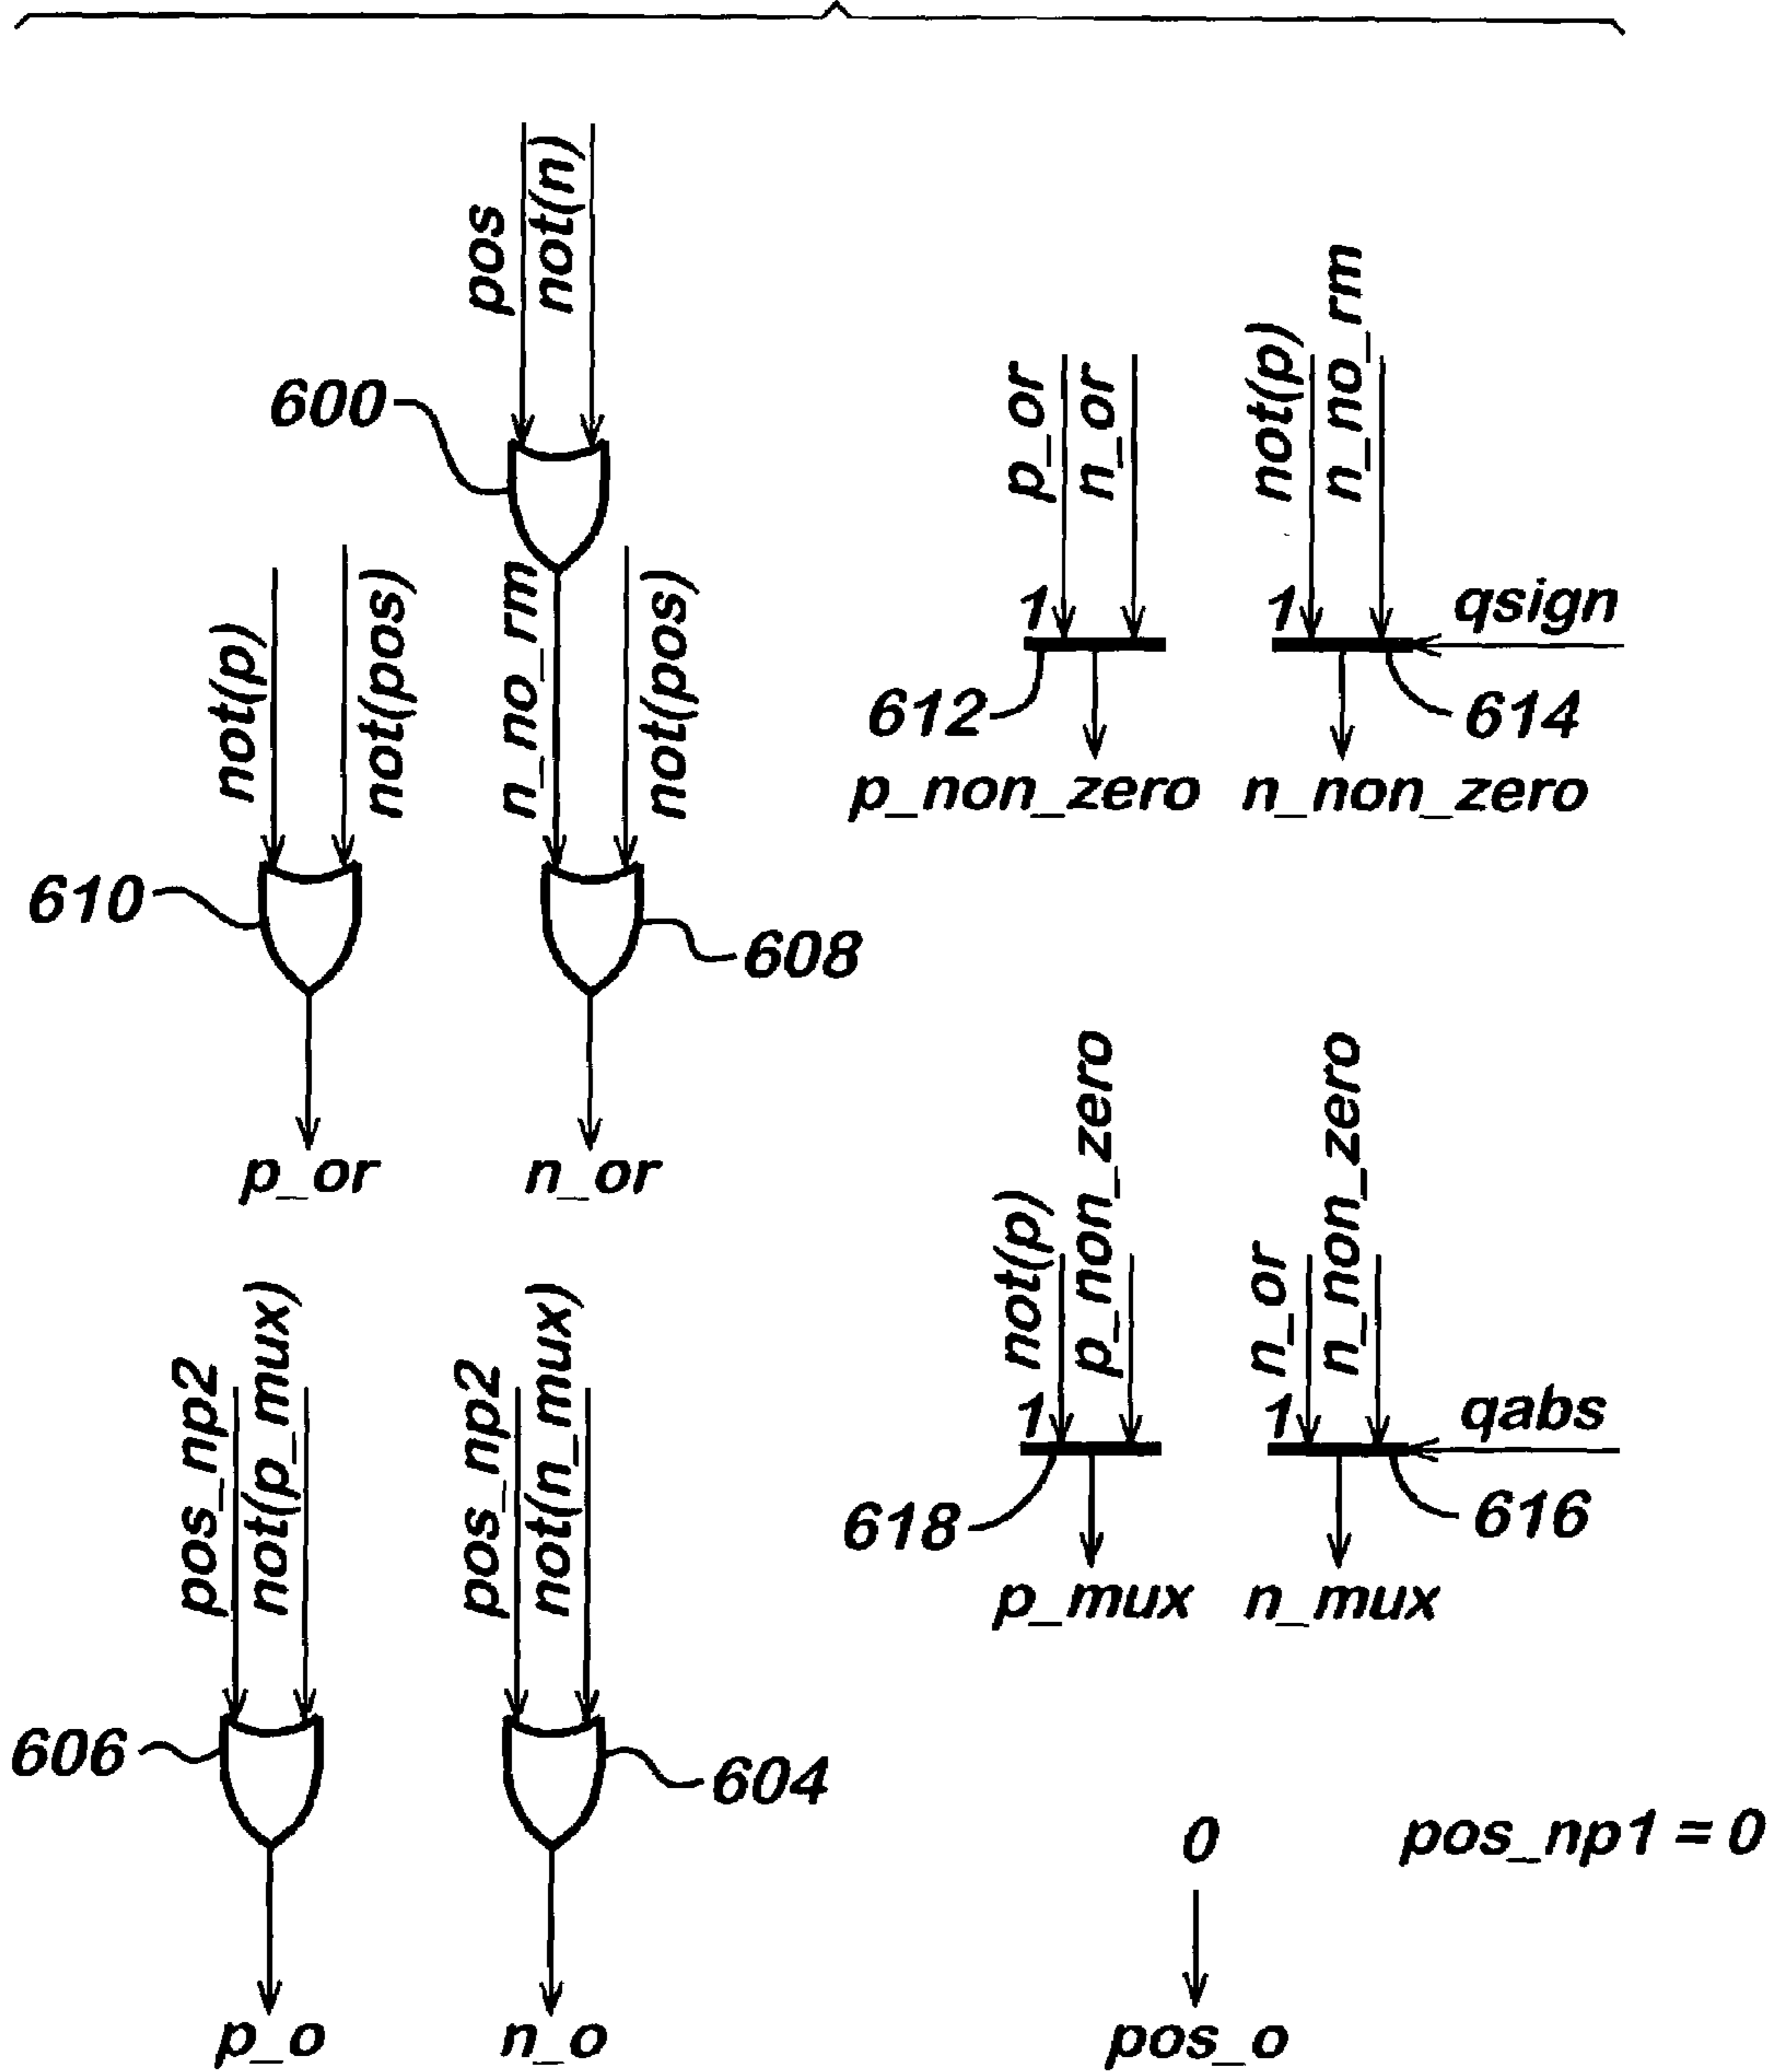 pos
not(n)
600
not(p)
not(pos)
n_no_rm
not(pos)
610
608
p_or
n_or
p_or
n_or
not(p)
n_no_rm
1
1
qsign
612
614
p_non_zero
n_non_zero
not(p)
p_non_zero
n_or
n_non_zero
1
1
qabs
618
616
p_mux
n_mux
pos_np2
not(p_mux)
pos_np2
not(n_mux)
606
604
p_o
n_o
0
pos_np1 = 0
pos_o